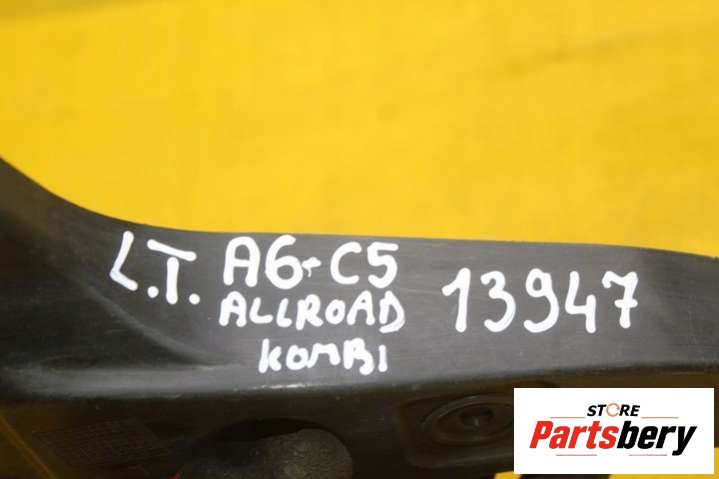 L.T. A6-C5 13947
ALLROAD
KOMBI
STORE
Partsbery